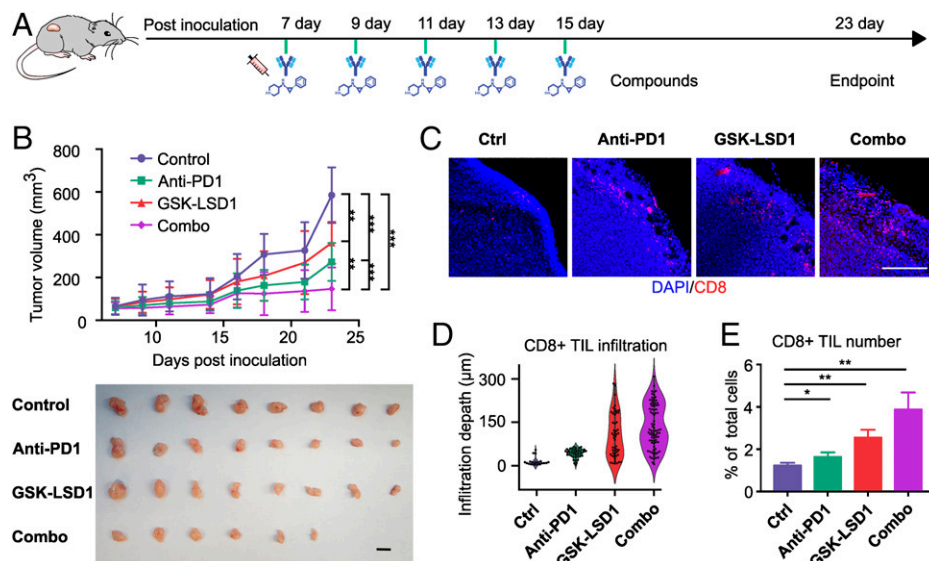 A
Post inoculation
7 day
9 day
11 day
13 day
15 day
23 day
Compounds
Endpoint
B
Tumor volume (mm3)
800
600
400
200
0
Control
Anti-PD1
GSK-LSD1
Combo
**
***
***
**
***
5
10
15
20
25
Days post inoculation
Control
Anti-PD1
GSK-LSD1
Combo
C
Ctrl
Anti-PD1
GSK-LSD1
Combo
DAPI/CD8
D
CD8+ TIL infiltration
Infiltration depath (μm)
300
150
0
Ctrl
Anti-PD1
GSK-LSD1
Combo
E
CD8+ TIL number
% of total cells
6
4
2
0
**
**
*
Ctrl
Anti-PD1
GSK-LSD1
Combo